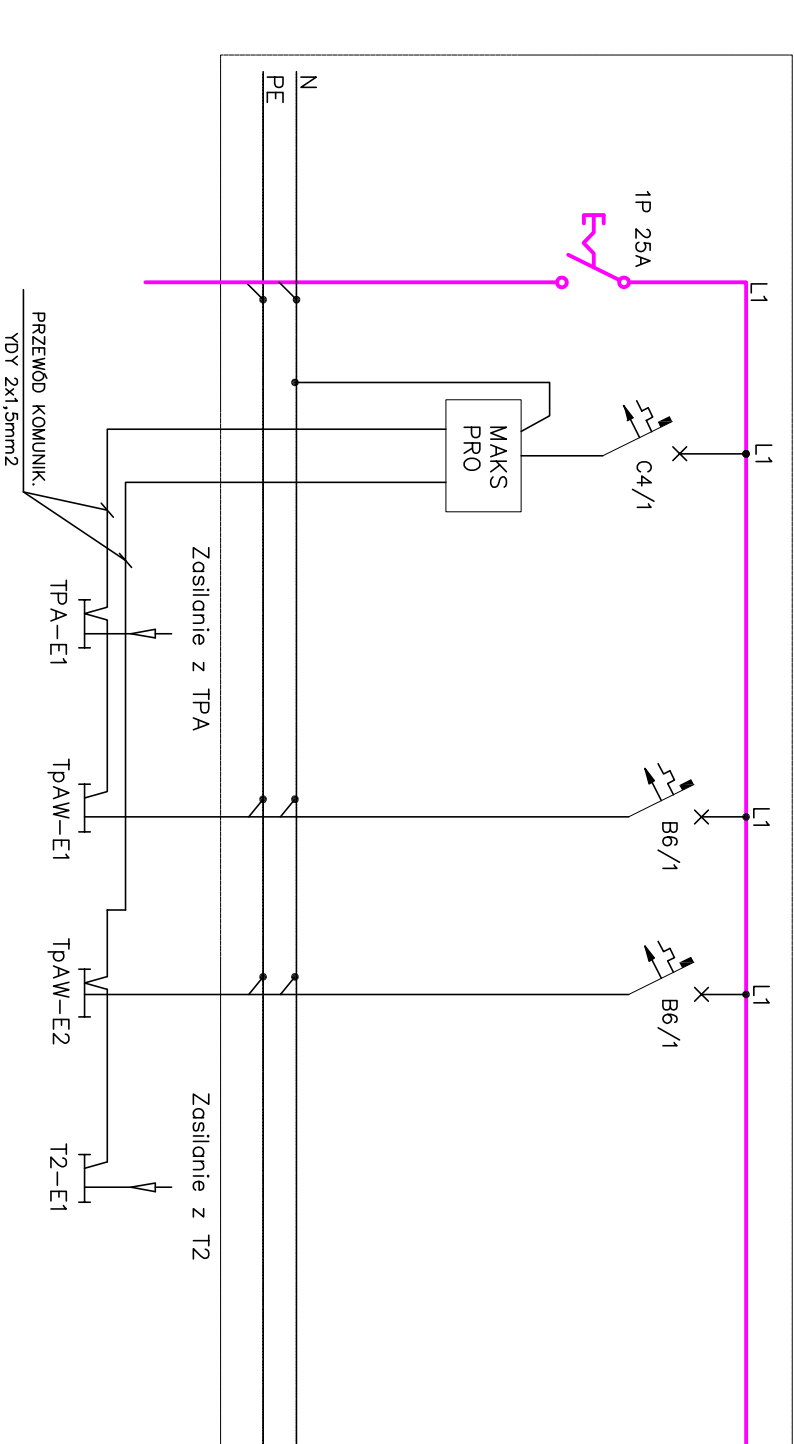 L1
L1
L1
L1
1P 25A
C4/1
B6/1
B6/1
MAKS
PRO
N
PE
Zasilanie z TPA
Zasilanie z T2
TPA-E1
TpAW-E1
TpAW-E2
T2-E1
PRZEWÓD KOMUNIK.
YDY 2x1,5mm2